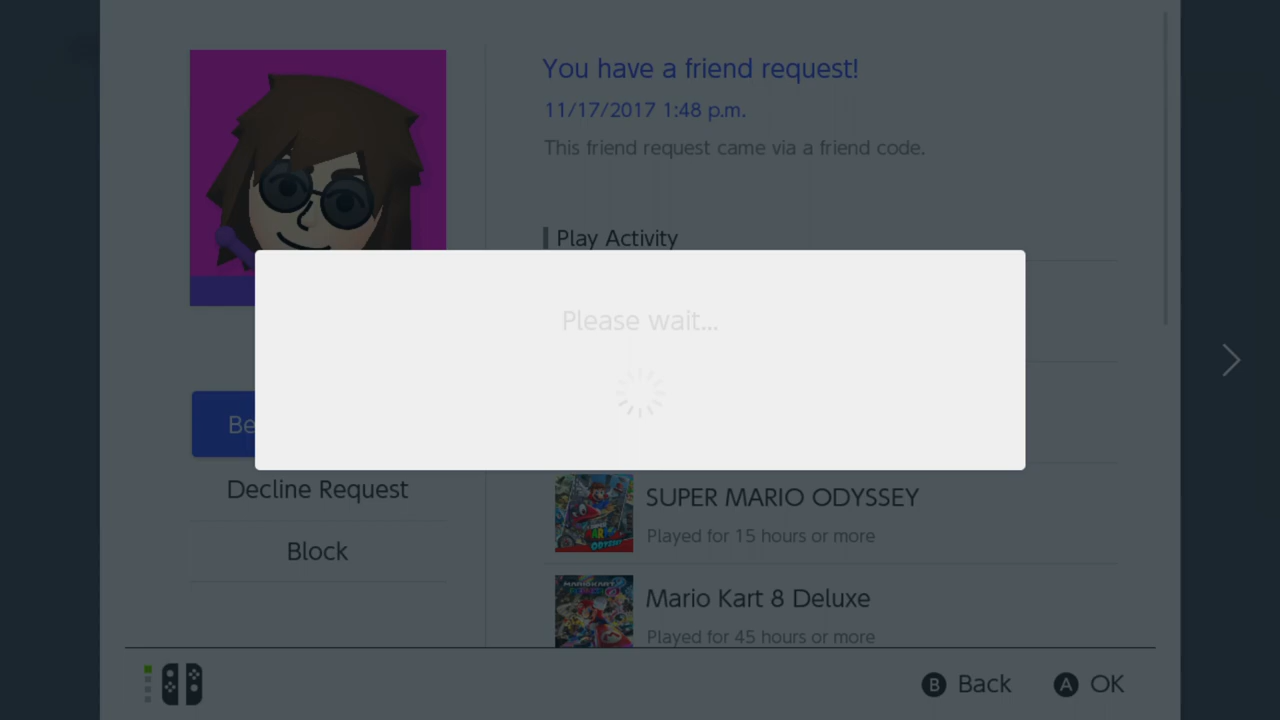 You have a friend request!
11/17/2017 1:48 p.m.
This friend request came via a friend code.
Play Activity
Please wait...
Be
Decline Request
Block
SUPER MARIO ODYSSEY
Played for 15 hours or more
Mario Kart 8 Deluxe
Played for 45 hours or more
B Back
A OK